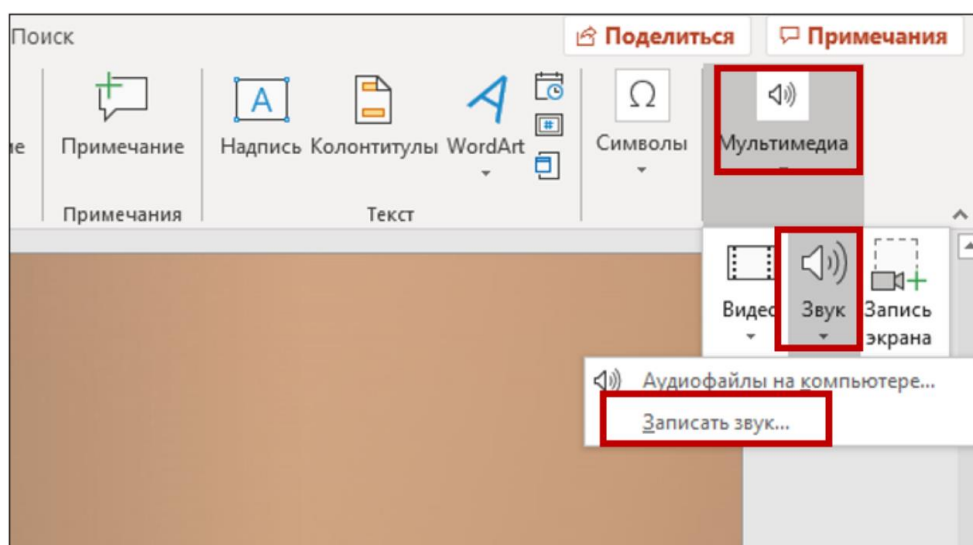 Поиск
Поделиться
Примечания
ие
Примечание
Надпись
Колонтитулы
WordArt
Символы
Мультимедиа
Примечания
Текст
Видео
Звук
Запись
экрана
Аудиофайлы на компьютере...
Записать звук...